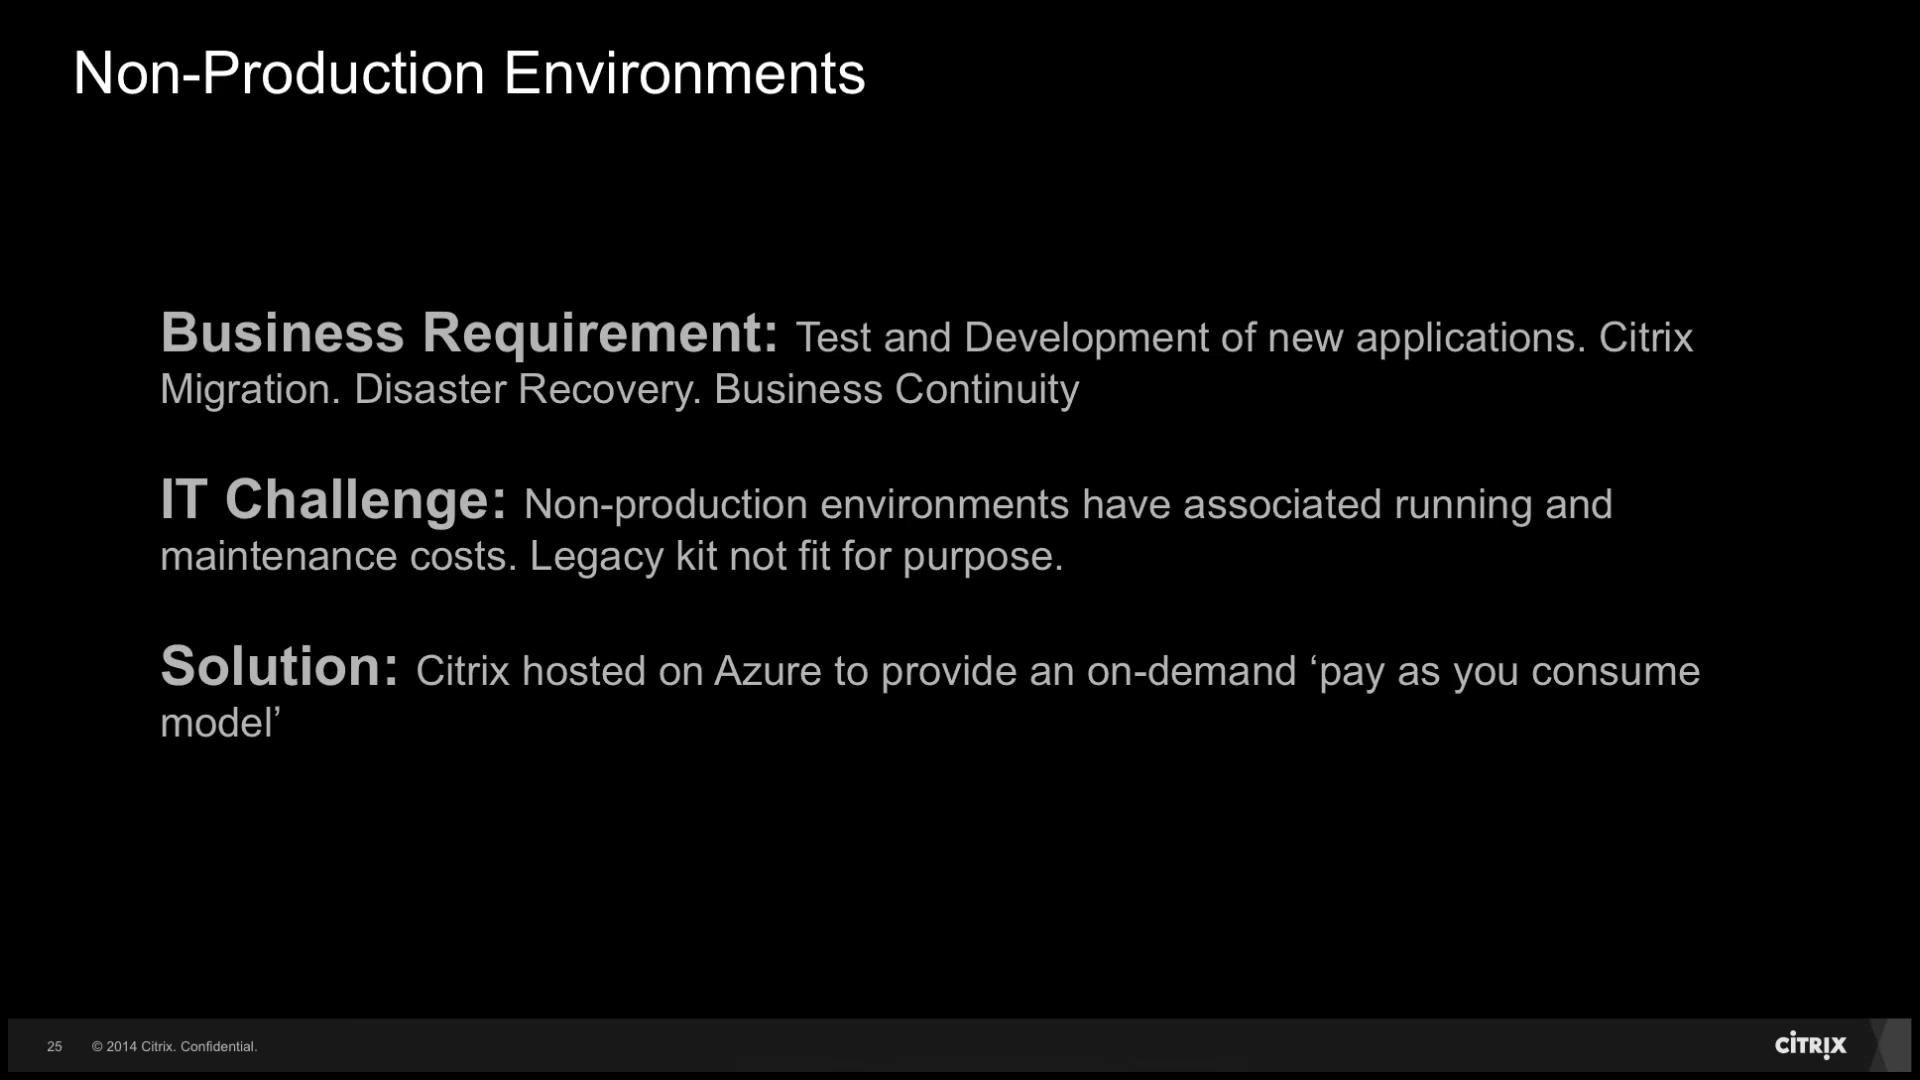 Non-Production Environments
Business Requirement: Test and Development of new applications. Citrix
Migration. Disaster Recovery. Business Continuity
IT Challenge: Non-production environments have associated running and
maintenance costs. Legacy kit not fit for purpose.
Solution: Citrix hosted on Azure to provide an on-demand ‘pay as you consume
model’
25 © 2014 Citrix. Confidential.
CITRIX